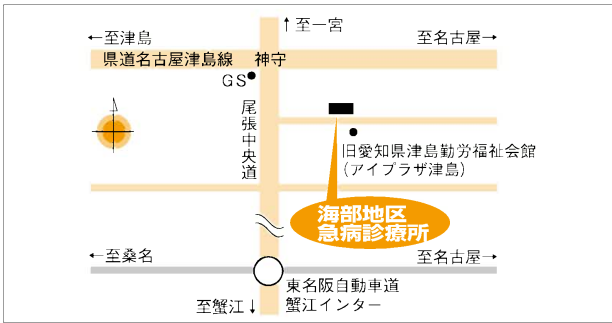 ↑至一宮
←至津島
至名古屋→
県道名古屋津島線
神守
GS
尾張中央道
旧愛知県津島勤労福祉会館
(アイプラザ津島)
海部地区
急病診療所
←至桑名
至名古屋→
東名阪自動車道
蟹江インター
至蟹江↓